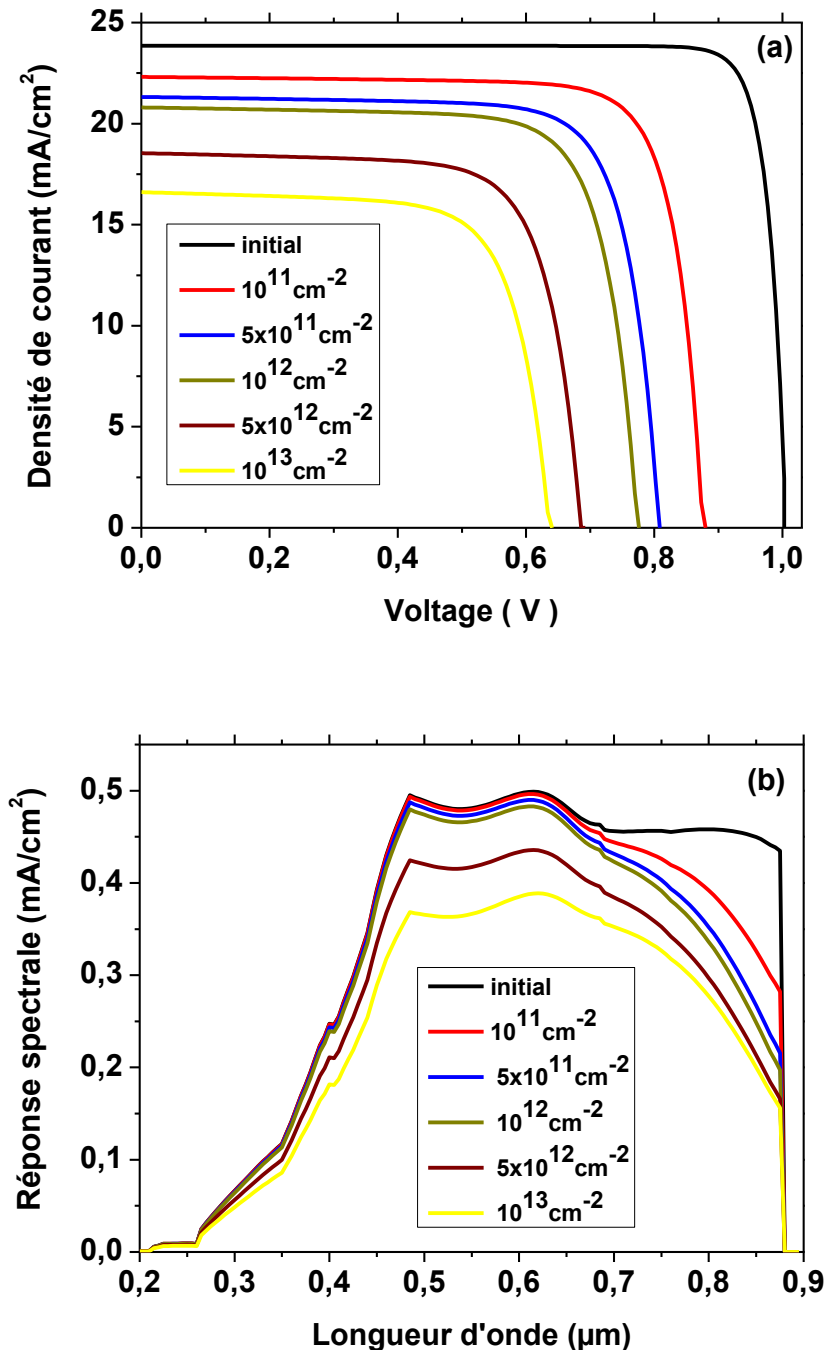 (a)
Densité de courant (mA/cm²)
25
20
15
10
5
0
initial
10¹¹cm⁻²
5x10¹¹cm⁻²
10¹²cm⁻²
5x10¹²cm⁻²
10¹³cm⁻²
0,0 0,2 0,4 0,6 0,8 1,0
Voltage ( V )
(b)
Réponse spectrale (mA/cm²)
0,5
0,4
0,3
0,2
0,1
0,0
initial
10¹¹cm⁻²
5x10¹¹cm⁻²
10¹²cm⁻²
5x10¹²cm⁻²
10¹³cm⁻²
0,2 0,3 0,4 0,5 0,6 0,7 0,8 0,9
Longueur d'onde (µm)